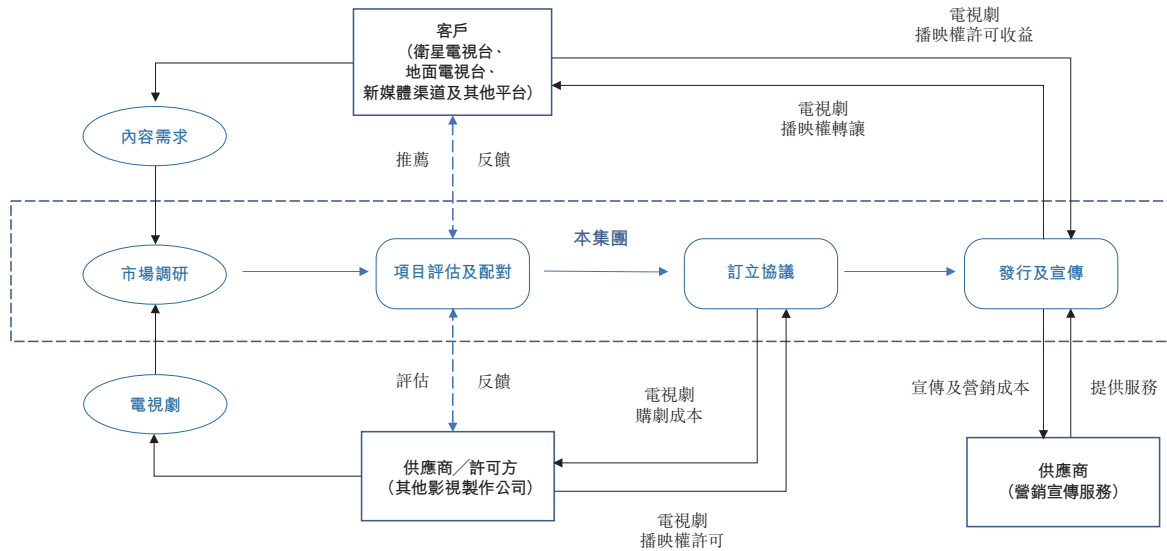 客戶
（衛星電視台、
地面電視台、
新媒體渠道及其他平台）
電視劇
播映權許可收益
電視劇
播映權轉讓
內容需求
推薦
反饋
本集團
市場調研
項目評估及配對
訂立協議
發行及宣傳
評估
反饋
電視劇
電視劇
購劇成本
宣傳及營銷成本
提供服務
供應商／許可方
（其他影視製作公司）
電視劇
播映權許可
供應商
（營銷宣傳服務）